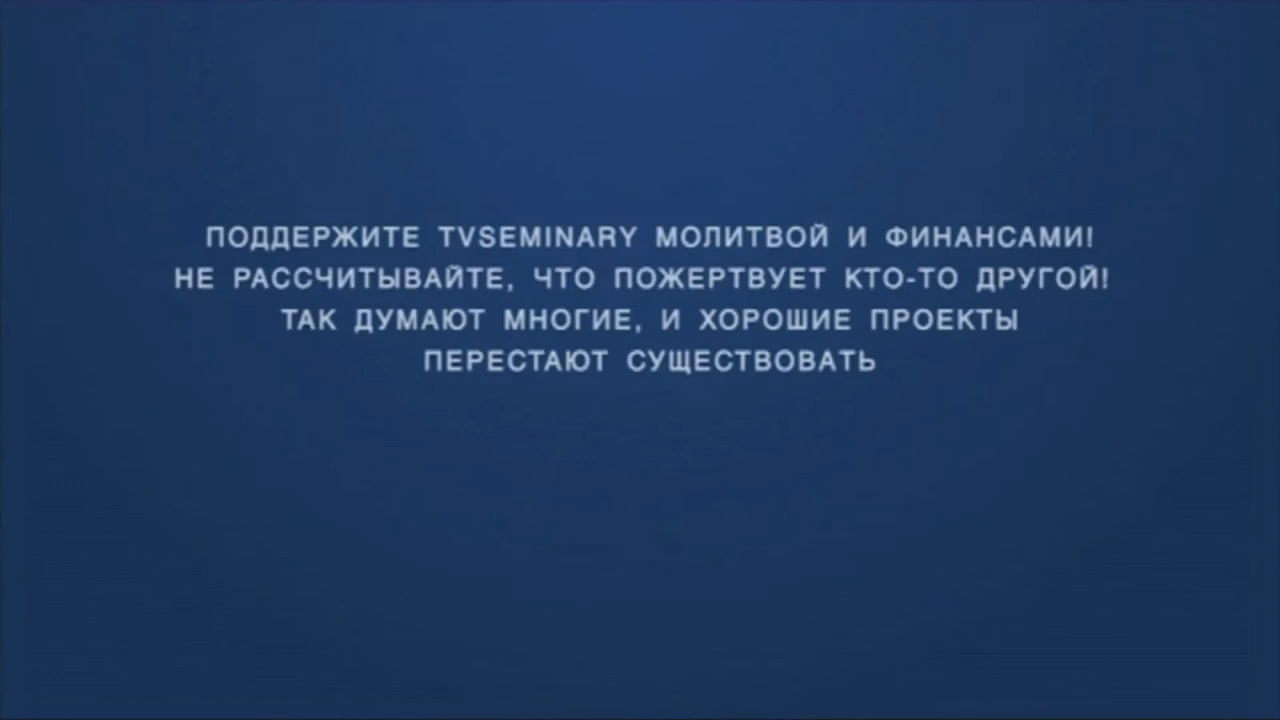 ПОДДЕРЖИТЕ TVSEMINARY МОЛИТВОЙ И ФИНАНСАМИ!
НЕ РАССЧИТЫВАЙТЕ, ЧТО ПОЖЕРТВУЕТ КТО-ТО ДРУГОЙ!
ТАК ДУМАЮТ МНОГИЕ, И ХОРОШИЕ ПРОЕКТЫ
ПЕРЕСТАЮТ СУЩЕСТВОВАТЬ